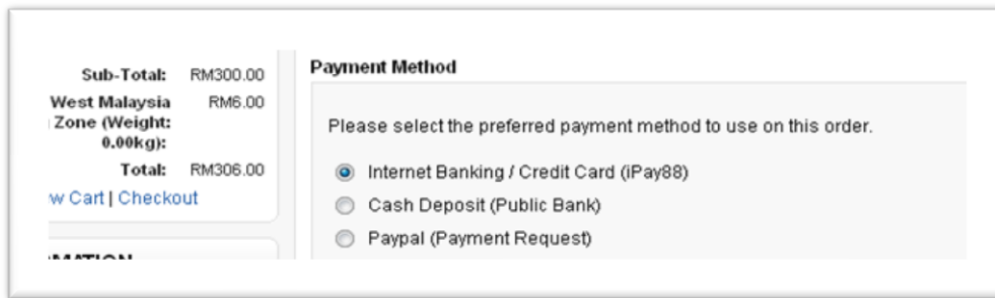 Sub-Total: RM300.00
West Malaysia RM6.00
Zone (Weight:
0.00kg):
Total: RM306.00
w Cart | Checkout
Payment Method
Please select the preferred payment method to use on this order.
Internet Banking / Credit Card (iPay88)
Cash Deposit (Public Bank)
Paypal (Payment Request)